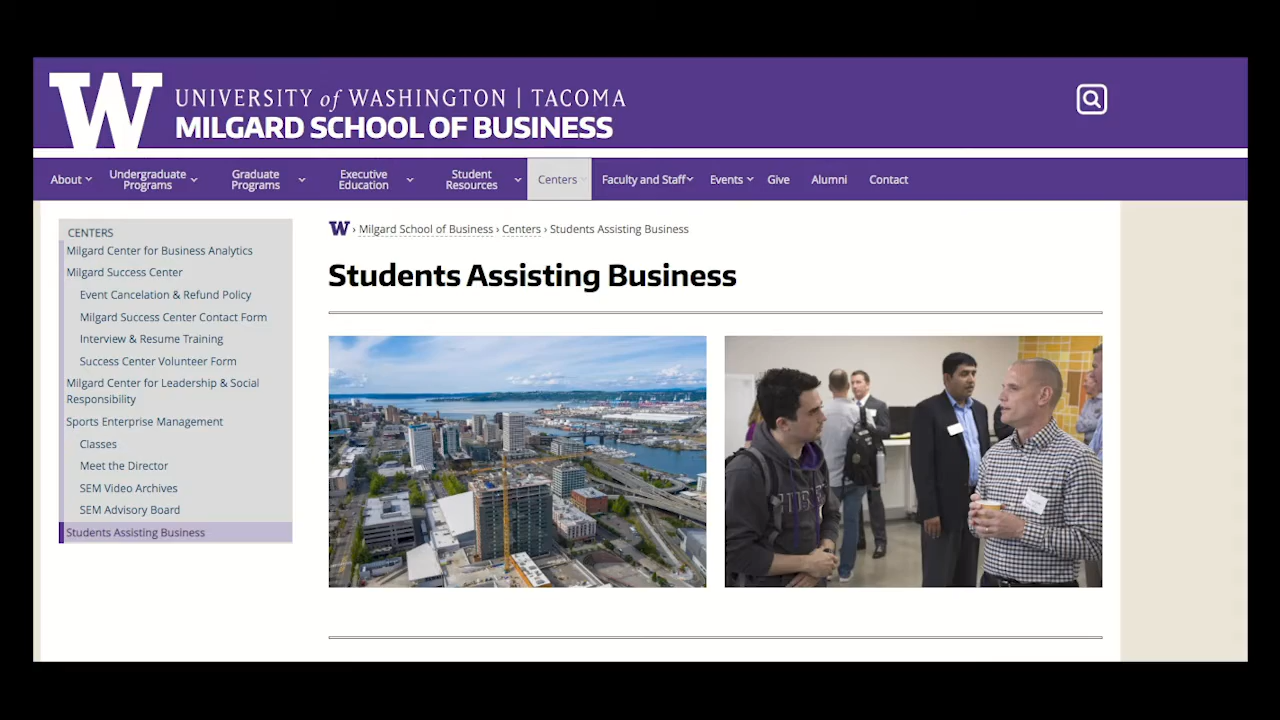 W
UNIVERSITY of WASHINGTON | TACOMA
MILGARD SCHOOL OF BUSINESS
About
Undergraduate
Programs
Graduate
Programs
Executive
Education
Student
Resources
Centers
Faculty and Staff
Events
Give
Alumni
Contact
CENTERS
Milgard Center for Business Analytics
Milgard Success Center
Event Cancelation & Refund Policy
Milgard Success Center Contact Form
Interview & Resume Training
Success Center Volunteer Form
Milgard Center for Leadership & Social
Responsibility
Sports Enterprise Management
Classes
Meet the Director
SEM Video Archives
SEM Advisory Board
Students Assisting Business
W › Milgard School of Business › Centers › Students Assisting Business
Students Assisting Business